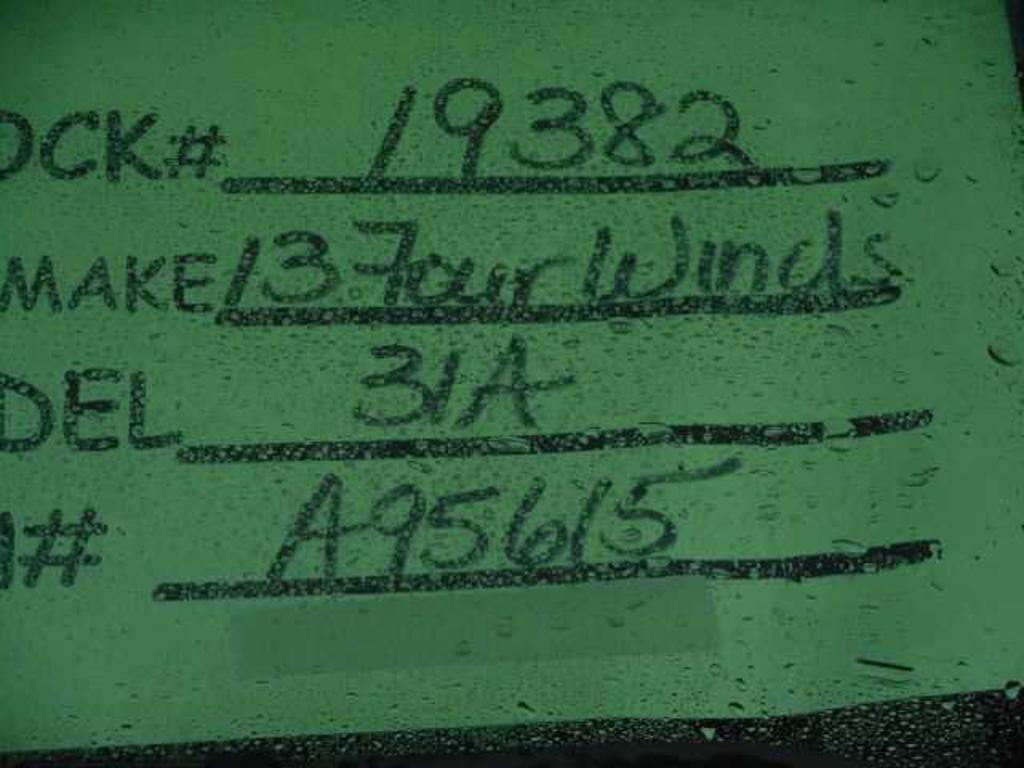 OCK# 19382
MAKE 13 Four Winds
DEL 31A
# A95615